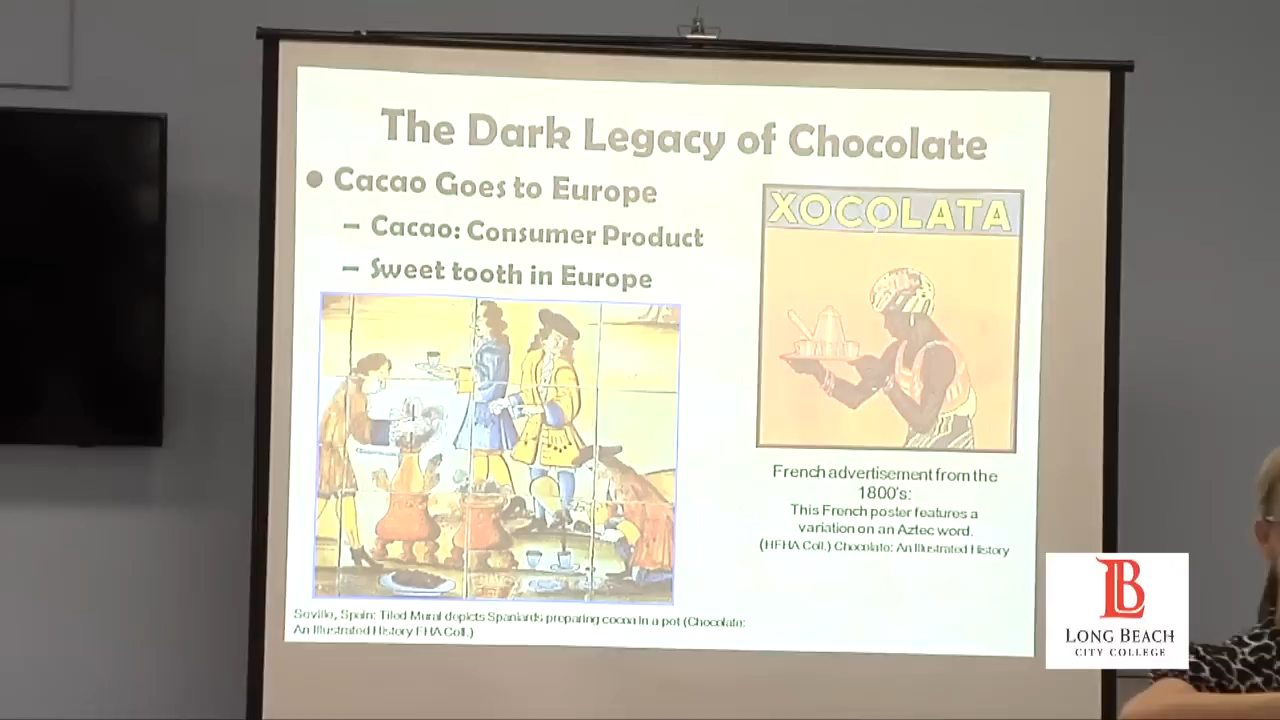 The Dark Legacy of Chocolate
• Cacao Goes to Europe
– Cacao: Consumer Product
– Sweet tooth in Europe
XOCOLATA
French advertisement from the
1800's:
This French poster features a
variation on an Aztec word.
(HFHA Coll.) Chocolate: An Illustrated History
Seville, Spain: Tiled Mural depicts Spaniards preparing cocoa in a pot (Chocolate:
An Illustrated History FHA Coll.)
LB
LONG BEACH
CITY COLLEGE